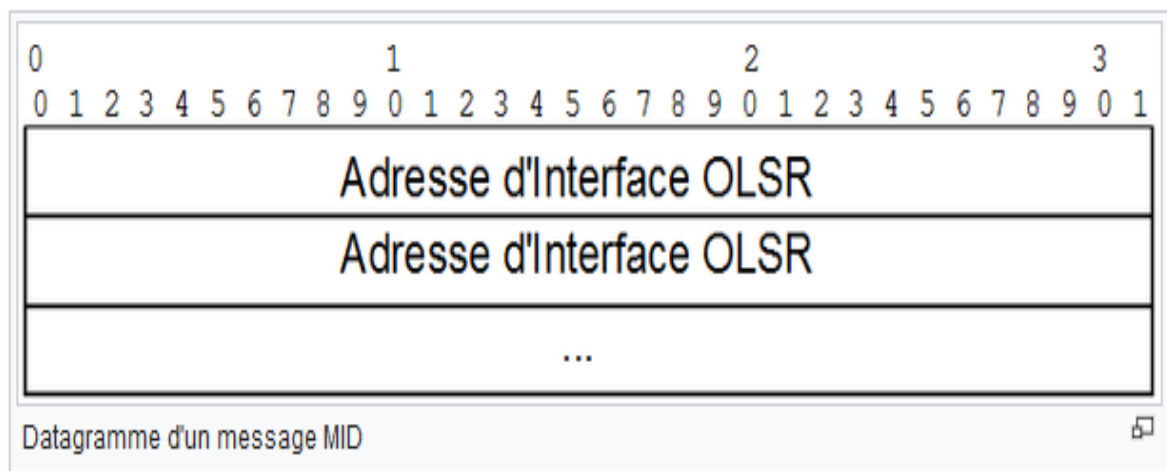 0 1 2 3
0 1 2 3 4 5 6 7 8 9 0 1 2 3 4 5 6 7 8 9 0 1 2 3 4 5 6 7 8 9 0 1
Adresse d'Interface OLSR
Adresse d'Interface OLSR
...
Datagramme d'un message MID